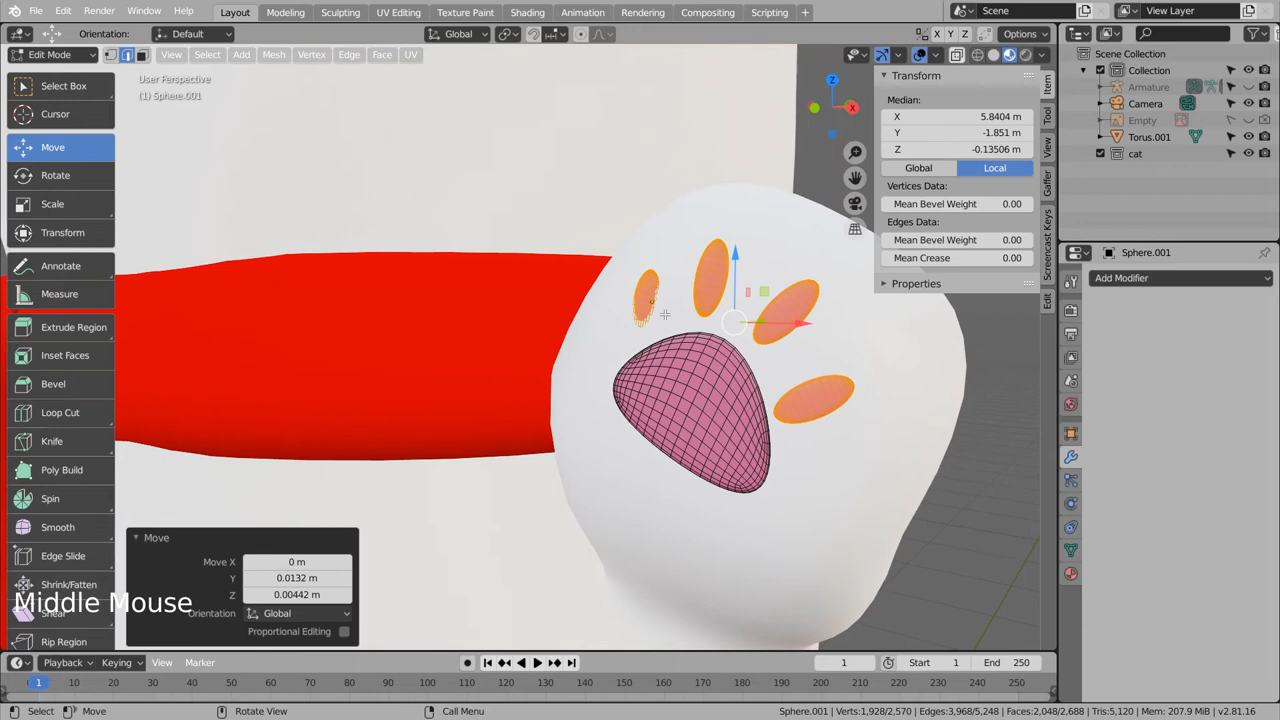 File Edit Render Window Help Layout Modeling Sculpting UV Editing Texture Paint Shading Animation Rendering Compositing Scripting + Scene View Layer
Orientation: Default Global X Y Z Options
Edit Mode View Select Add Mesh Vertex Edge Face UV
User Perspective
(1) Sphere.001
Select Box
Cursor
Move
Rotate
Scale
Transform
Annotate
Measure
Extrude Region
Inset Faces
Bevel
Loop Cut
Knife
Poly Build
Spin
Smooth
Edge Slide
Shrink/Fatten
Shear
Rip Region
Middle Mouse
Move
Move X 0 m
Y 0.0132 m
Z 0.00442 m
Orientation Global
Proportional Editing
Z
X
Transform
Median:
X 5.8404 m
Y -1.851 m
Z -0.13506 m
Global Local
Vertices Data:
Mean Bevel Weight 0.00
Edges Data:
Mean Bevel Weight 0.00
Mean Crease 0.00
Properties
Item
Tool
View
Gaffer
Screencast Keys
Edit
Scene Collection
Collection
Armature
Camera
Empty
Torus.001
cat
Sphere.001
Add Modifier
Playback Keying View Marker 1 Start 1 End 250
1 10 20 30 40 50 60 70 80 90 100 110 120 130 140 150 160 170 180 190 200 210 220 230 240 250
Select Move Rotate View Call Menu Sphere.001 | Verts:1,928/2,570 | Edges:3,968/5,248 | Faces:2,048/2,688 | Tris:5,120 | Mem: 207.9 MiB | v2.81.16